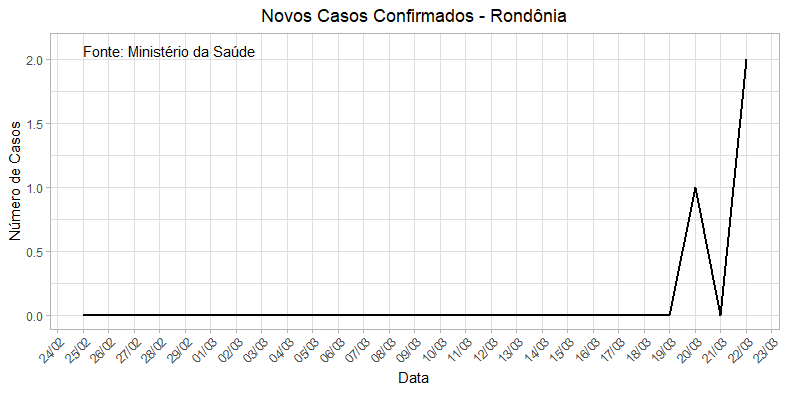 Novos Casos Confirmados - Rondônia
Fonte: Ministério da Saúde
Número de Casos
2.0
1.5
1.0
0.5
0.0
24/02 25/02 26/02 27/02 28/02 29/02 01/03 02/03 03/03 04/03 05/03 06/03 07/03 08/03 09/03 10/03 11/03 12/03 13/03 14/03 15/03 16/03 17/03 18/03 19/03 20/03 21/03 22/03 23/03
Data